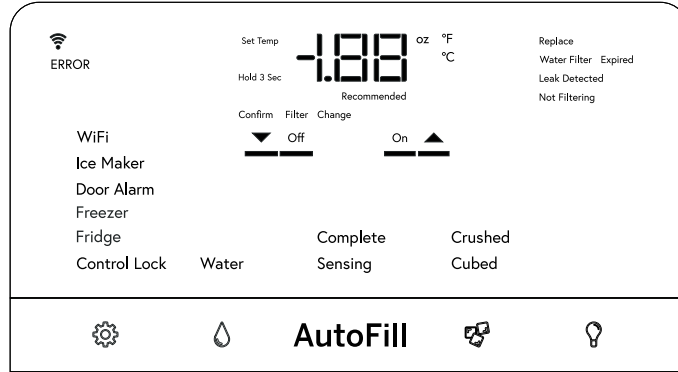 Set Temp -1.88 oz °F Replace
ERROR °C Water Filter Expired
Hold 3 Sec Leak Detected
Recommended Not Filtering
Confirm Filter Change
WiFi Off On
Ice Maker
Door Alarm
Freezer
Fridge Complete Crushed
Control Lock Water Sensing Cubed
AutoFill